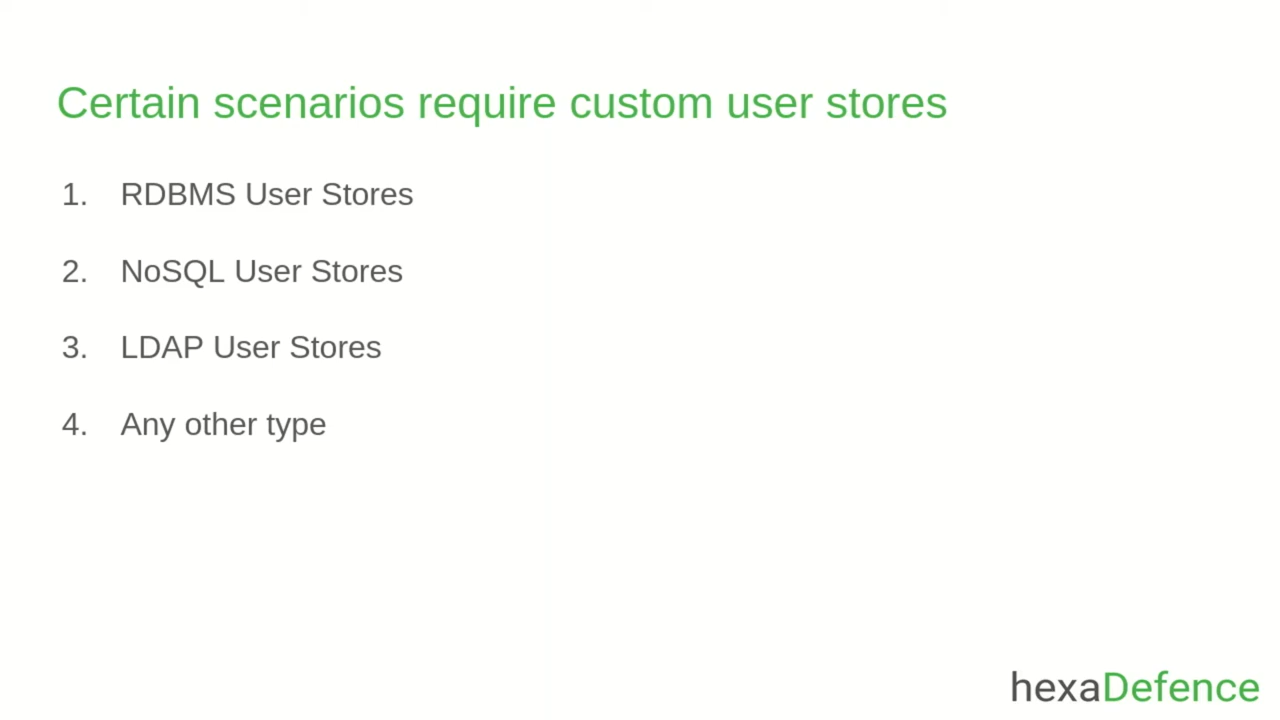 Certain scenarios require custom user stores
1. RDBMS User Stores
2. NoSQL User Stores
3. LDAP User Stores
4. Any other type
hexaDefence